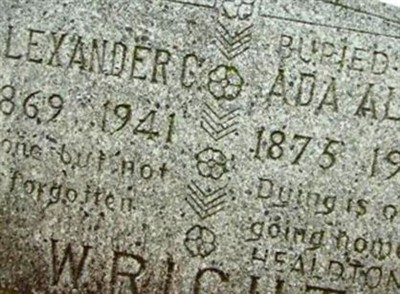 LEXANDER C
869 1941
one but not
forgotten
BURIED
ADA AL
1875 19
Dying is
going home
HEALDTON
WRIGHT